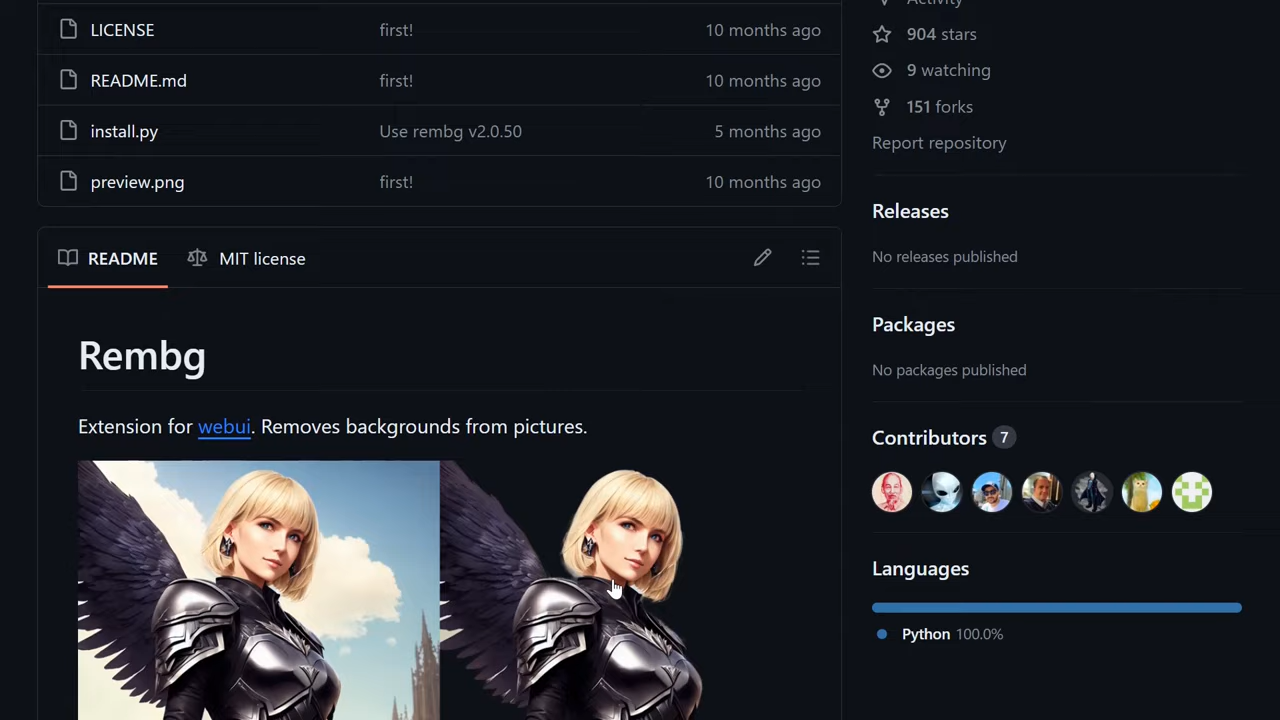 Activity
LICENSE first! 10 months ago
904 stars
README.md first! 10 months ago
9 watching
151 forks
install.py Use rembg v2.0.50 5 months ago
Report repository
preview.png first! 10 months ago
Releases
No releases published
README MIT license
Packages
No packages published
Rembg
Extension for webui. Removes backgrounds from pictures.
Contributors 7
Languages
Python 100.0%